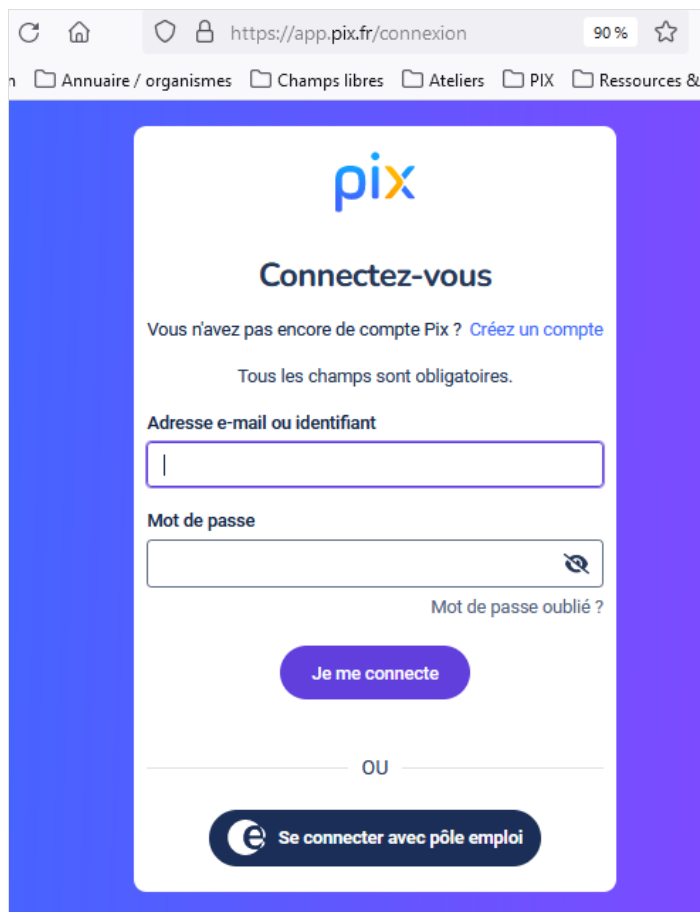 https://app.pix.fr/connexion 90 %
Annuaire / organismes Champs libres Ateliers PIX Ressources &
pix
Connectez-vous
Vous n'avez pas encore de compte Pix ? Créez un compte
Tous les champs sont obligatoires.
Adresse e-mail ou identifiant
Mot de passe
Mot de passe oublié ?
Je me connecte
OU
e Se connecter avec pôle emploi